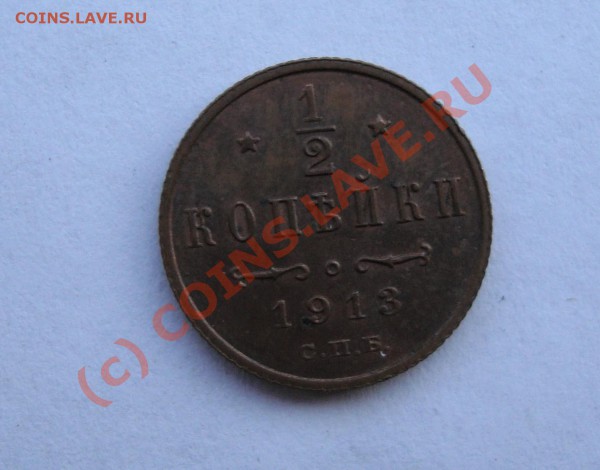 COINS.LAVE.RU
1
2
КОПѢЙКИ
1913
С.П.Б.
(c) COINS.LAVE.RU